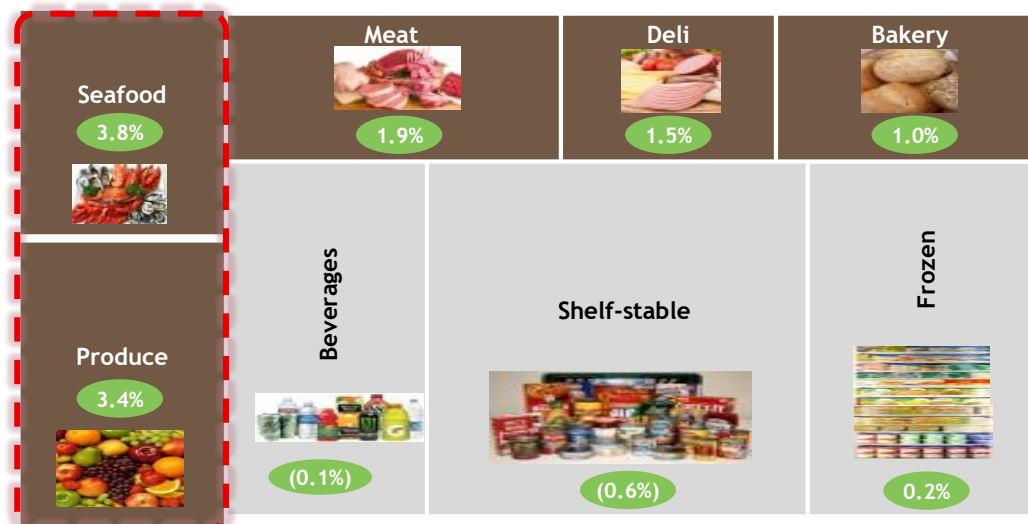 Seafood
3.8%
Produce
3.4%
Meat
1.9%
Deli
1.5%
Bakery
1.0%
Beverages
(0.1%)
Shelf-stable
(0.6%)
Frozen
0.2%